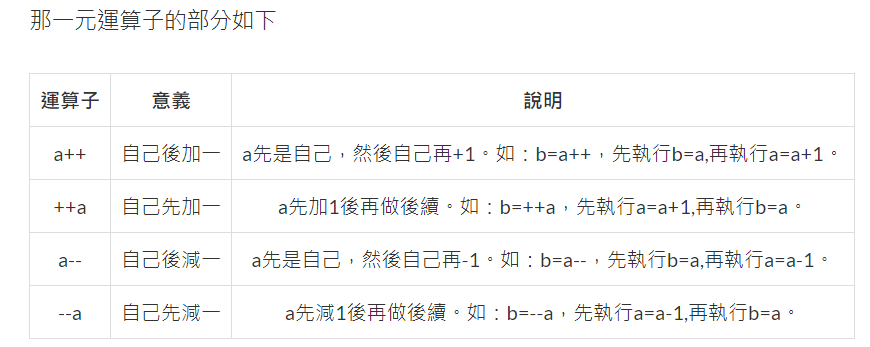 那一元運算子的部分如下
運算子 意義 說明
a++ 自己後加一 a先是自己，然後自己再+1。如：b=a++，先執行b=a,再執行a=a+1。
++a 自己先加一 a先加1後再做後續。如：b=++a，先執行a=a+1,再執行b=a。
a-- 自己後減一 a先是自己，然後自己再-1。如：b=a--，先執行b=a,再執行a=a-1。
--a 自己先減一 a先減1後再做後續。如：b=--a，先執行a=a-1,再執行b=a。